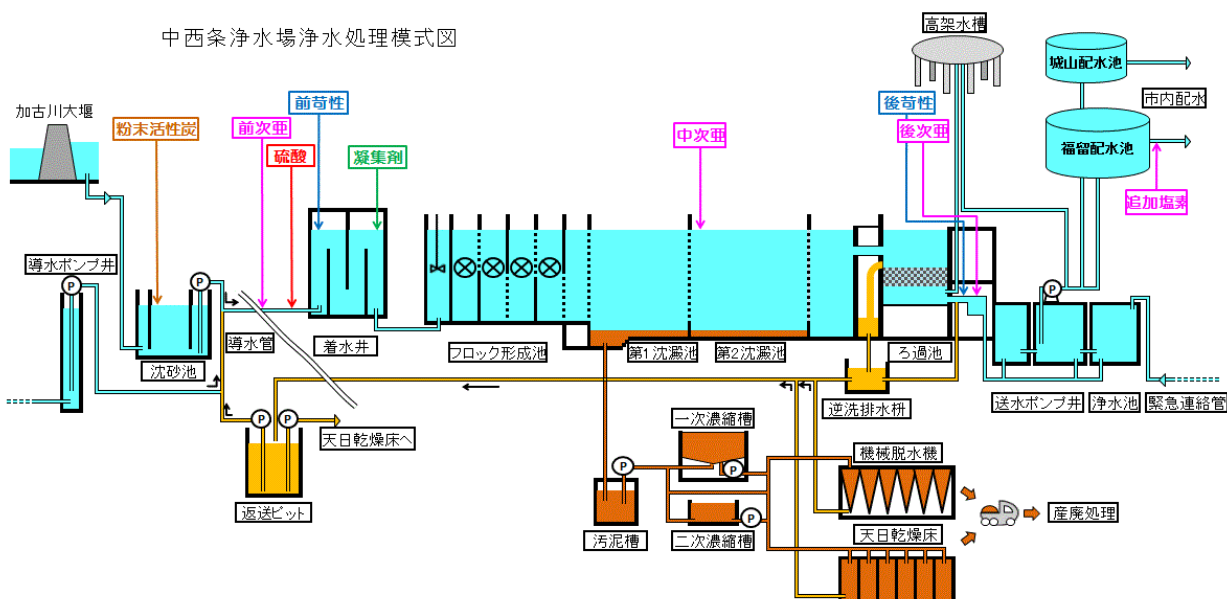 中西条浄水場浄水処理模式図
高架水槽
城山配水池
市内配水
福留配水池
追加塩素
加古川大堰
粉末活性炭
前次亜
前苛性
硫酸
凝集剤
中次亜
後苛性
後次亜
導水ポンプ井
P
P
P
沈砂池
導水管
着水井
フロック形成池
第1沈澱池
第2沈澱池
ろ過池
送水ポンプ井
浄水池
緊急連絡管
逆洗排水枡
P
P
天日乾燥床へ
返送ピット
一次濃縮槽
P
P
汚泥槽
二次濃縮槽
P
機械脱水機
天日乾燥床
産廃処理